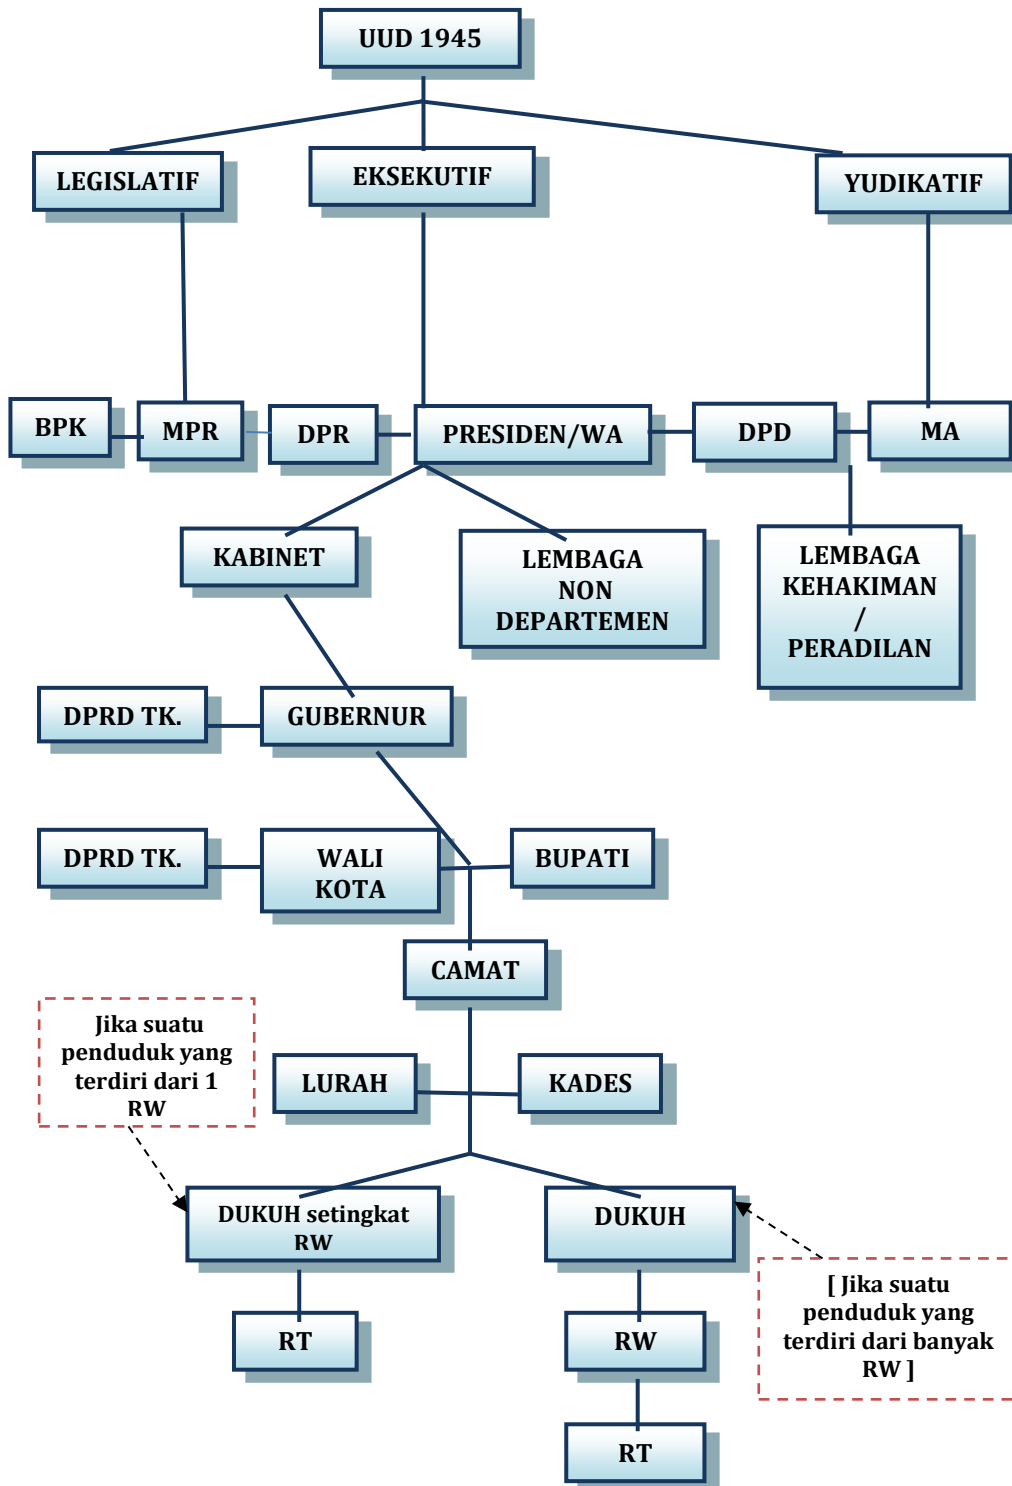 UUD 1945
LEGISLATIF
EKSEKUTIF
YUDIKATIF
BPK
MPR
DPR
PRESIDEN/WA
DPD
MA
KABINET
LEMBAGA
NON
DEPARTEMEN
LEMBAGA
KEHAKIMAN
/
PERADILAN
DPRD TK.
GUBERNUR
DPRD TK.
WALI
KOTA
BUPATI
CAMAT
Jika suatu
penduduk yang
terdiri dari 1
RW
LURAH
KADES
DUKUH setingkat
RW
DUKUH
[ Jika suatu
penduduk yang
terdiri dari banyak
RW ]
RT
RW
RT